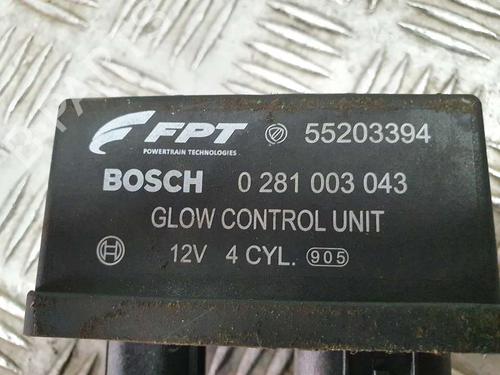 FPT 55203394
POWERTRAIN TECHNOLOGIES
BOSCH 0 281 003 043
GLOW CONTROL UNIT
12V 4 CYL. 905